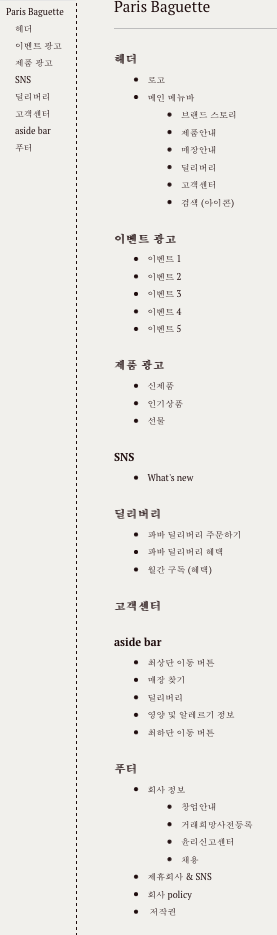 Paris Baguette
헤더
이벤트 광고
제품 광고
SNS
딜리버리
고객센터
aside bar
푸터
Paris Baguette
헤더
로고
메인 메뉴바
브랜드 스토리
제품안내
매장안내
딜리버리
고객센터
검색 (아이콘)
이벤트 광고
이벤트 1
이벤트 2
이벤트 3
이벤트 4
이벤트 5
제품 광고
신제품
인기상품
선물
SNS
What's new
딜리버리
파바 딜리버리 주문하기
파바 딜리버리 혜택
월간 구독 (혜택)
고객센터
aside bar
최상단 이동 버튼
매장 찾기
딜리버리
영양 및 알레르기 정보
최하단 이동 버튼
푸터
회사 정보
창업안내
거래희망사전등록
윤리신고센터
채용
제휴회사 & SNS
회사 policy
저작권